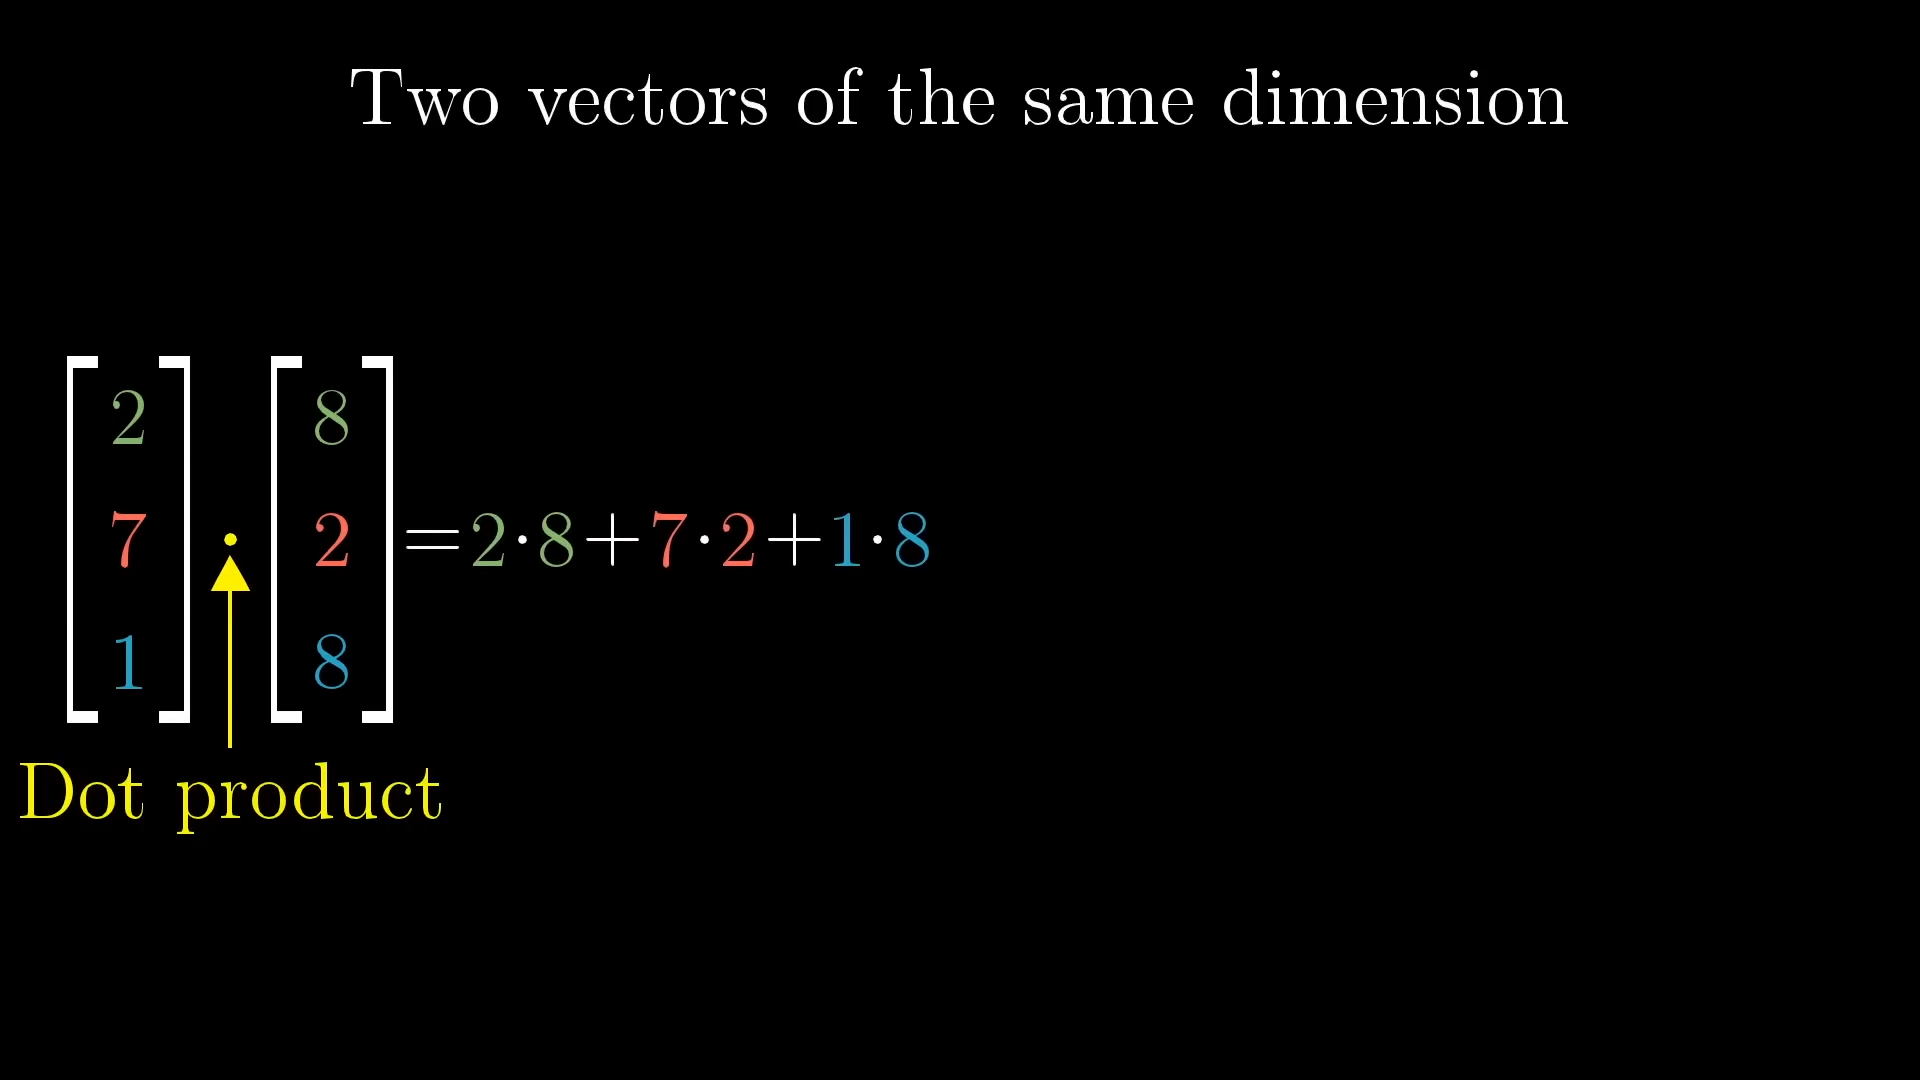 Two vectors of the same dimension
2 8
7 · 2 =2·8+7·2+1·8
1 8
Dot product